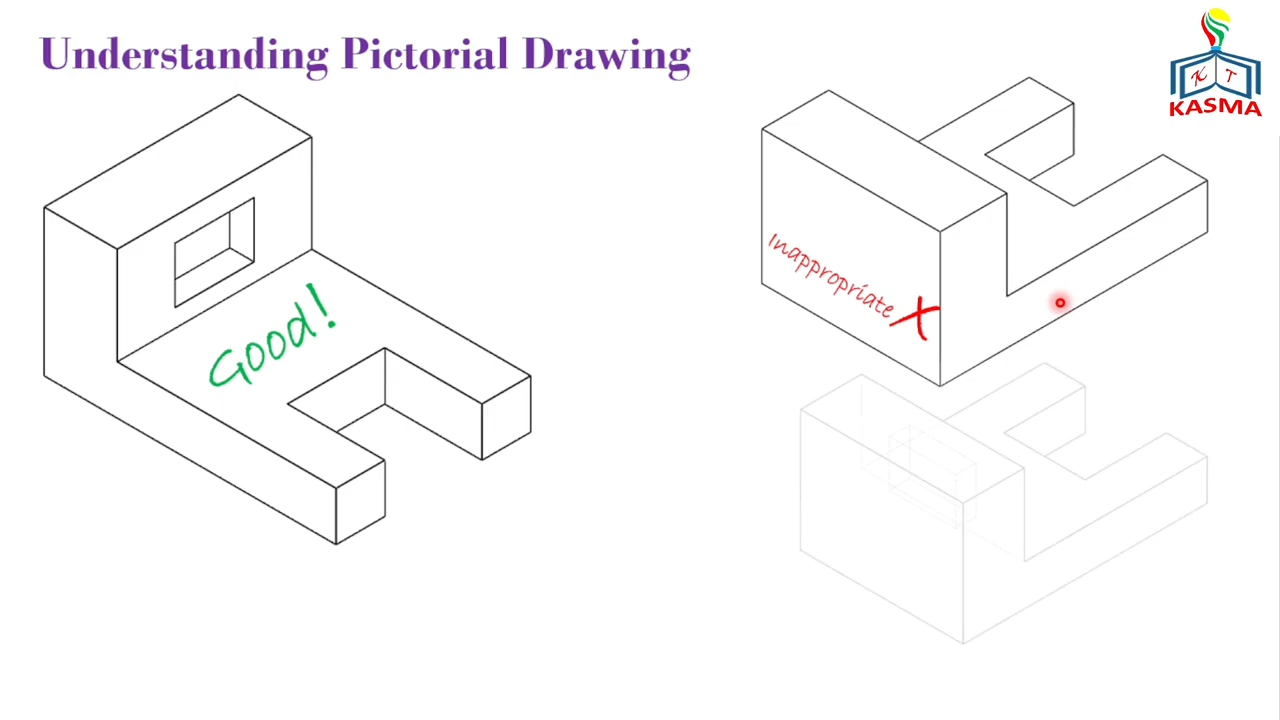 Understanding Pictorial Drawing
K T
KASMA
Good!
Inappropriate X